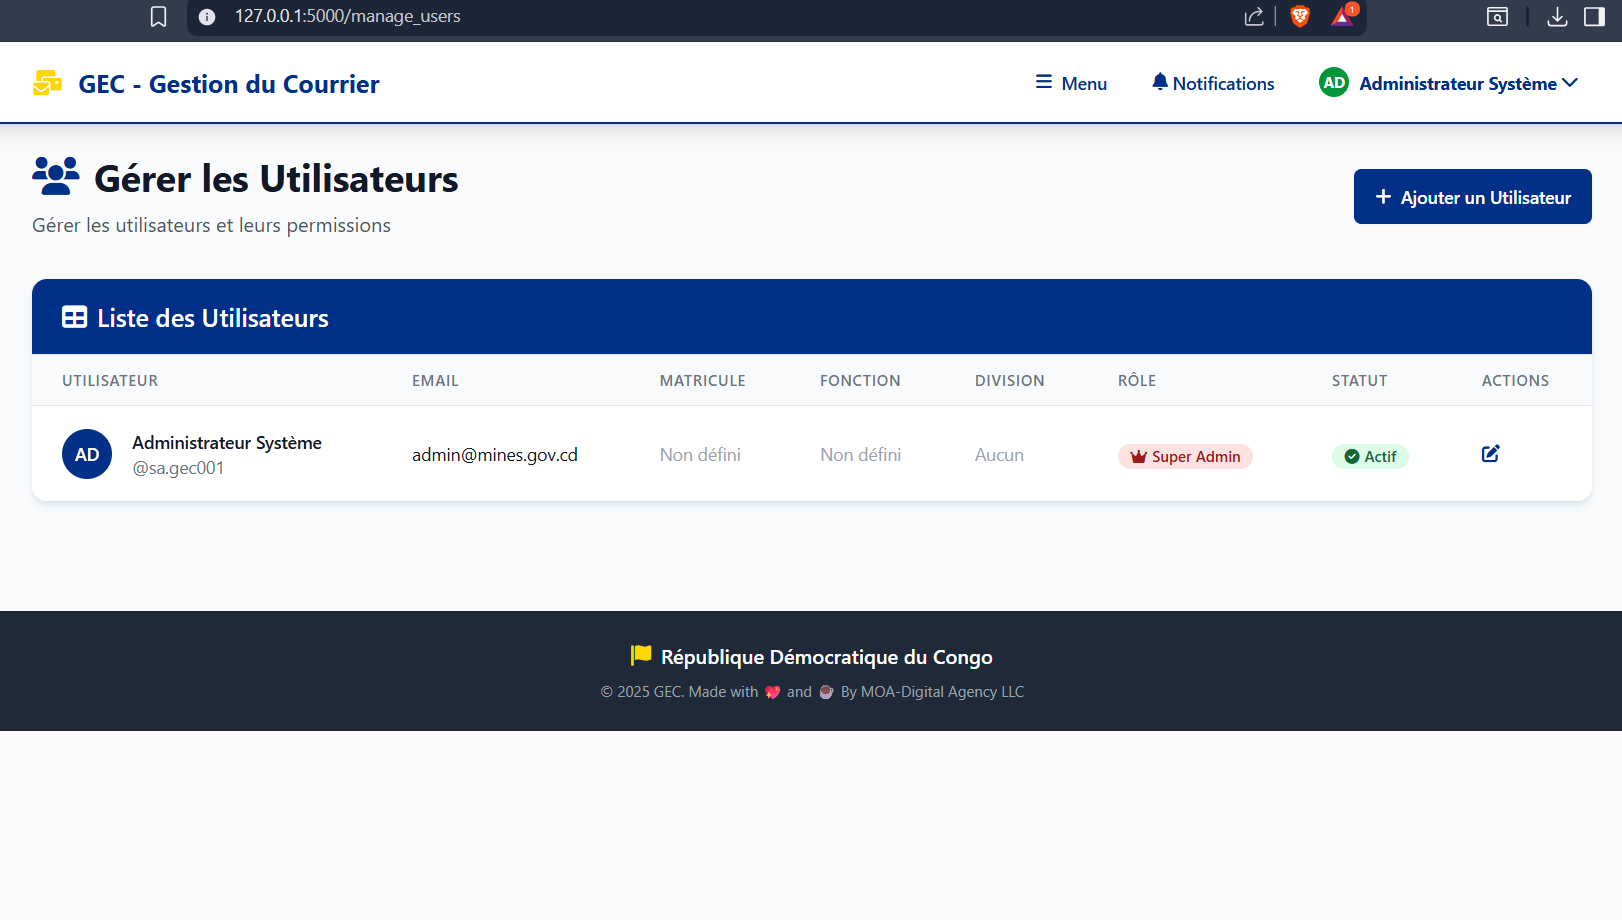 127.0.0.1:5000/manage_users
1
GEC - Gestion du Courrier
Menu
Notifications
AD
Administrateur Système
Gérer les Utilisateurs
Gérer les utilisateurs et leurs permissions
+ Ajouter un Utilisateur
Liste des Utilisateurs
UTILISATEUR EMAIL MATRICULE FONCTION DIVISION RÔLE STATUT ACTIONS
AD
Administrateur Système
@sa.gec001
admin@mines.gov.cd
Non défini
Non défini
Aucun
Super Admin
Actif
République Démocratique du Congo
© 2025 GEC. Made with 💖 and ☕ By MOA-Digital Agency LLC